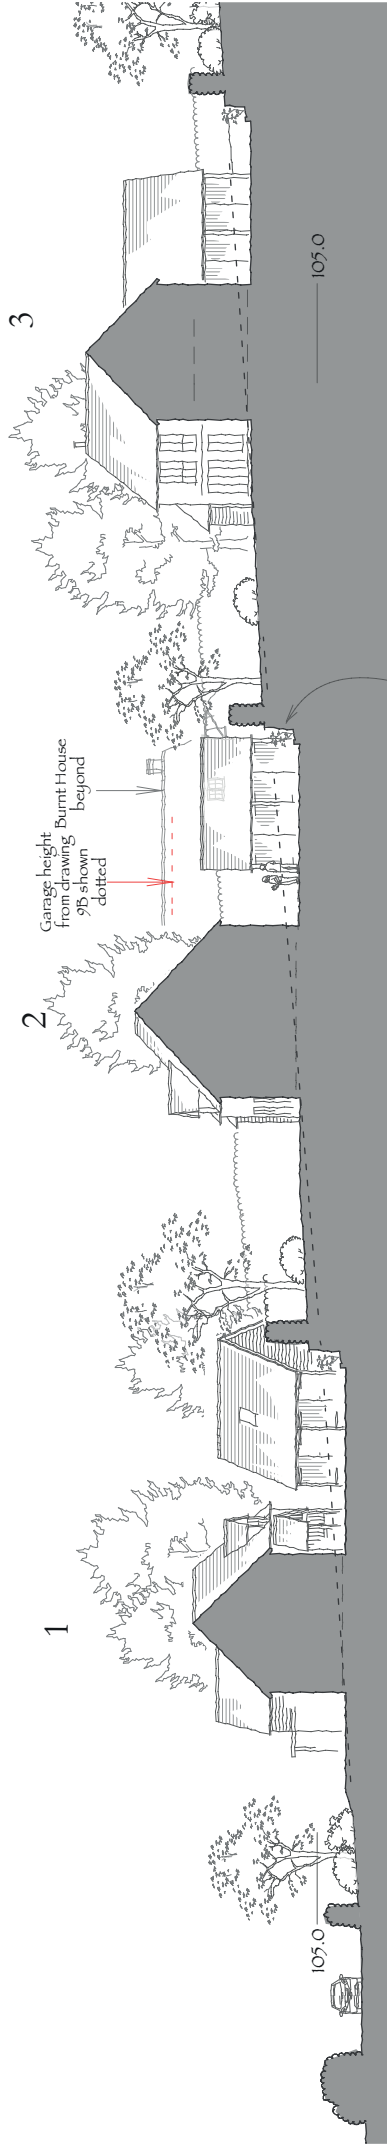 1
2
3
Garage height
from drawing
9B shown
dotted
Burnt House
beyond
105.0
105.0